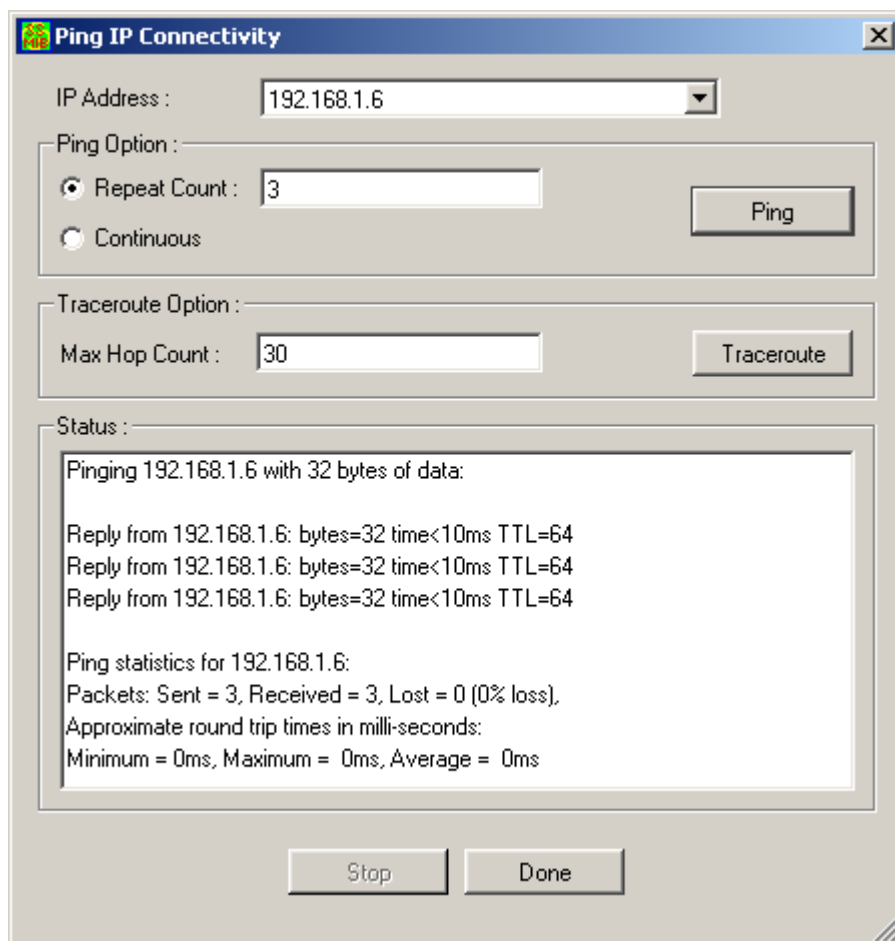 Ping IP Connectivity
IP Address : 192.168.1.6
Ping Option :
Repeat Count : 3
Ping
Continuous
Traceroute Option :
Max Hop Count : 30
Traceroute
Status :
Pinging 192.168.1.6 with 32 bytes of data:
Reply from 192.168.1.6: bytes=32 time<10ms TTL=64
Reply from 192.168.1.6: bytes=32 time<10ms TTL=64
Reply from 192.168.1.6: bytes=32 time<10ms TTL=64
Ping statistics for 192.168.1.6:
Packets: Sent = 3, Received = 3, Lost = 0 (0% loss),
Approximate round trip times in milli-seconds:
Minimum = 0ms, Maximum =  0ms, Average =  0ms
Stop Done